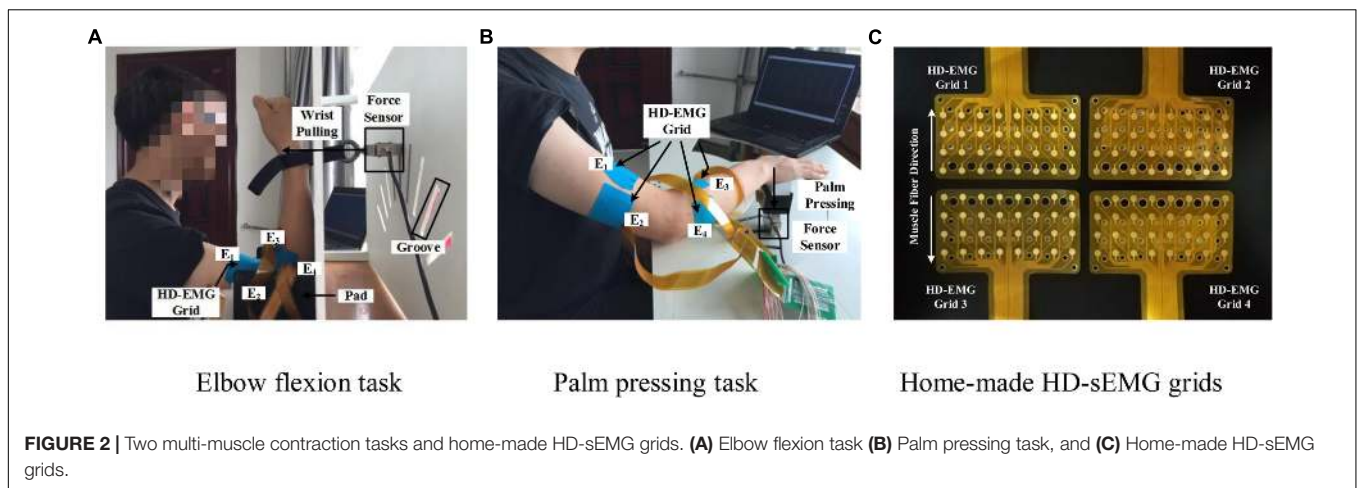 A
B
C
Wrist
Pulling
Force
Sensor
Groove
E1
E3
E2
E
HD-EMG
Grid
Pad
HD-EMG
Grid
E1
E2
E3
E4
Palm
Pressing
Force
Sensor
HD-EMG
Grid 1
HD-EMG
Grid 2
Muscle Fiber Direction
HD-EMG
Grid 3
HD-EMG
Grid 4
Elbow flexion task
Palm pressing task
Home-made HD-sEMG grids
FIGURE 2 | Two multi-muscle contraction tasks and home-made HD-sEMG grids. (A) Elbow flexion task (B) Palm pressing task, and (C) Home-made HD-sEMG
grids.